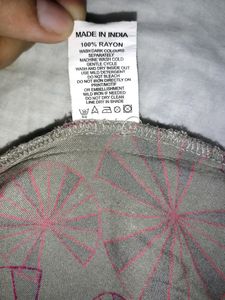 MADE IN INDIA
100% RAYON
WASH DARK COLOURS
SEPARATELY
MACHINE WASH COLD
GENTLE CYCLE
WASH AND DRY INSIDE OUT
USE MILD DETERGENT
DO NOT BLEACH
DO NOT IRON DIRECTLY ON
PRINT/MOTIF
OR EMBELLISHMENT
MILD IRON IF NEEDED
DO NOT DRY CLEAN
LINE DRY IN SHADE